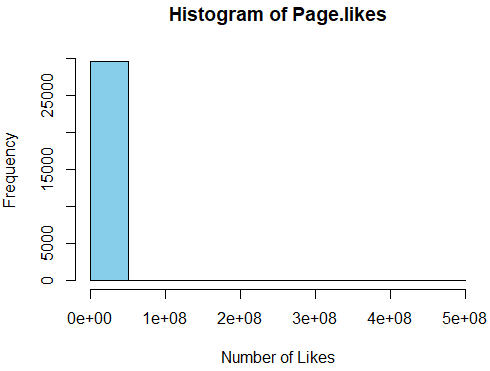 Histogram of Page.likes
Frequency
25000
15000
5000
0
0e+00 1e+08 2e+08 3e+08 4e+08 5e+08
Number of Likes